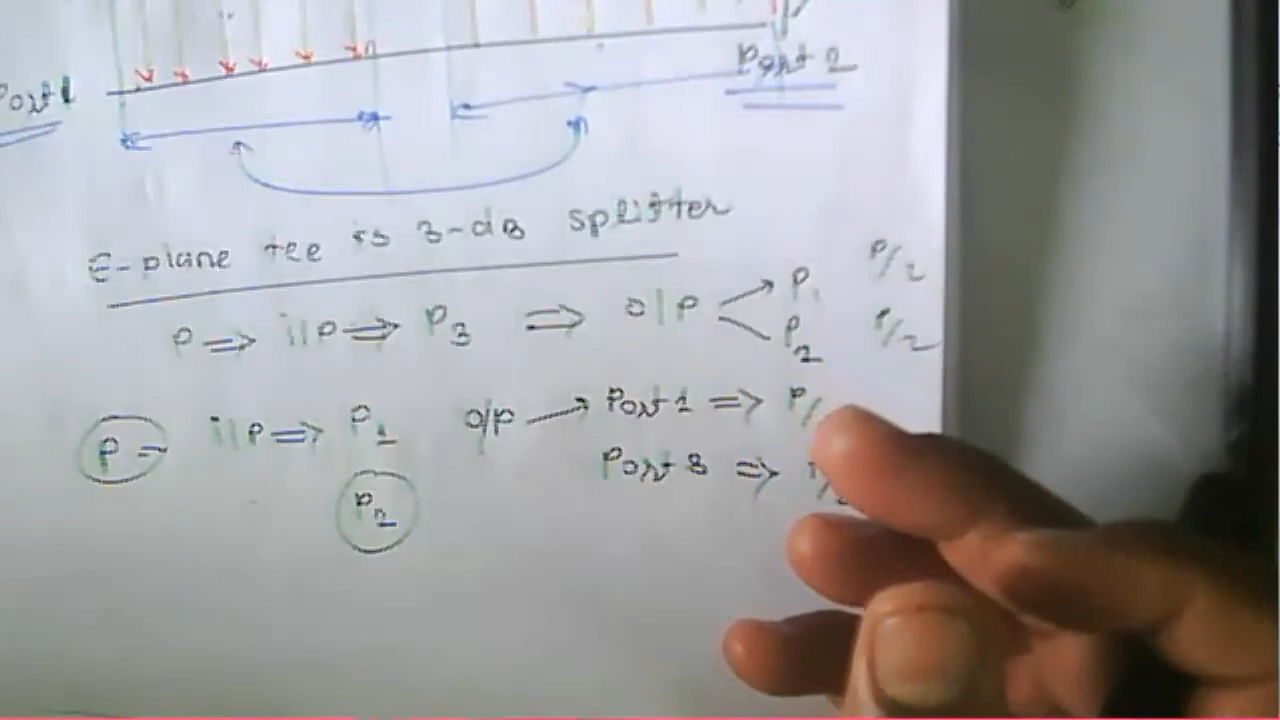 Port 1
Port 2
E-plane tee is 3-dB splitter
P ⇒ i|P ⇒ P3 ⇒ o|P P1 P/2
P2 P/2
P = i|P ⇒ P1 o/p → Port 1 ⇒ P/
P2 Port 3 ⇒